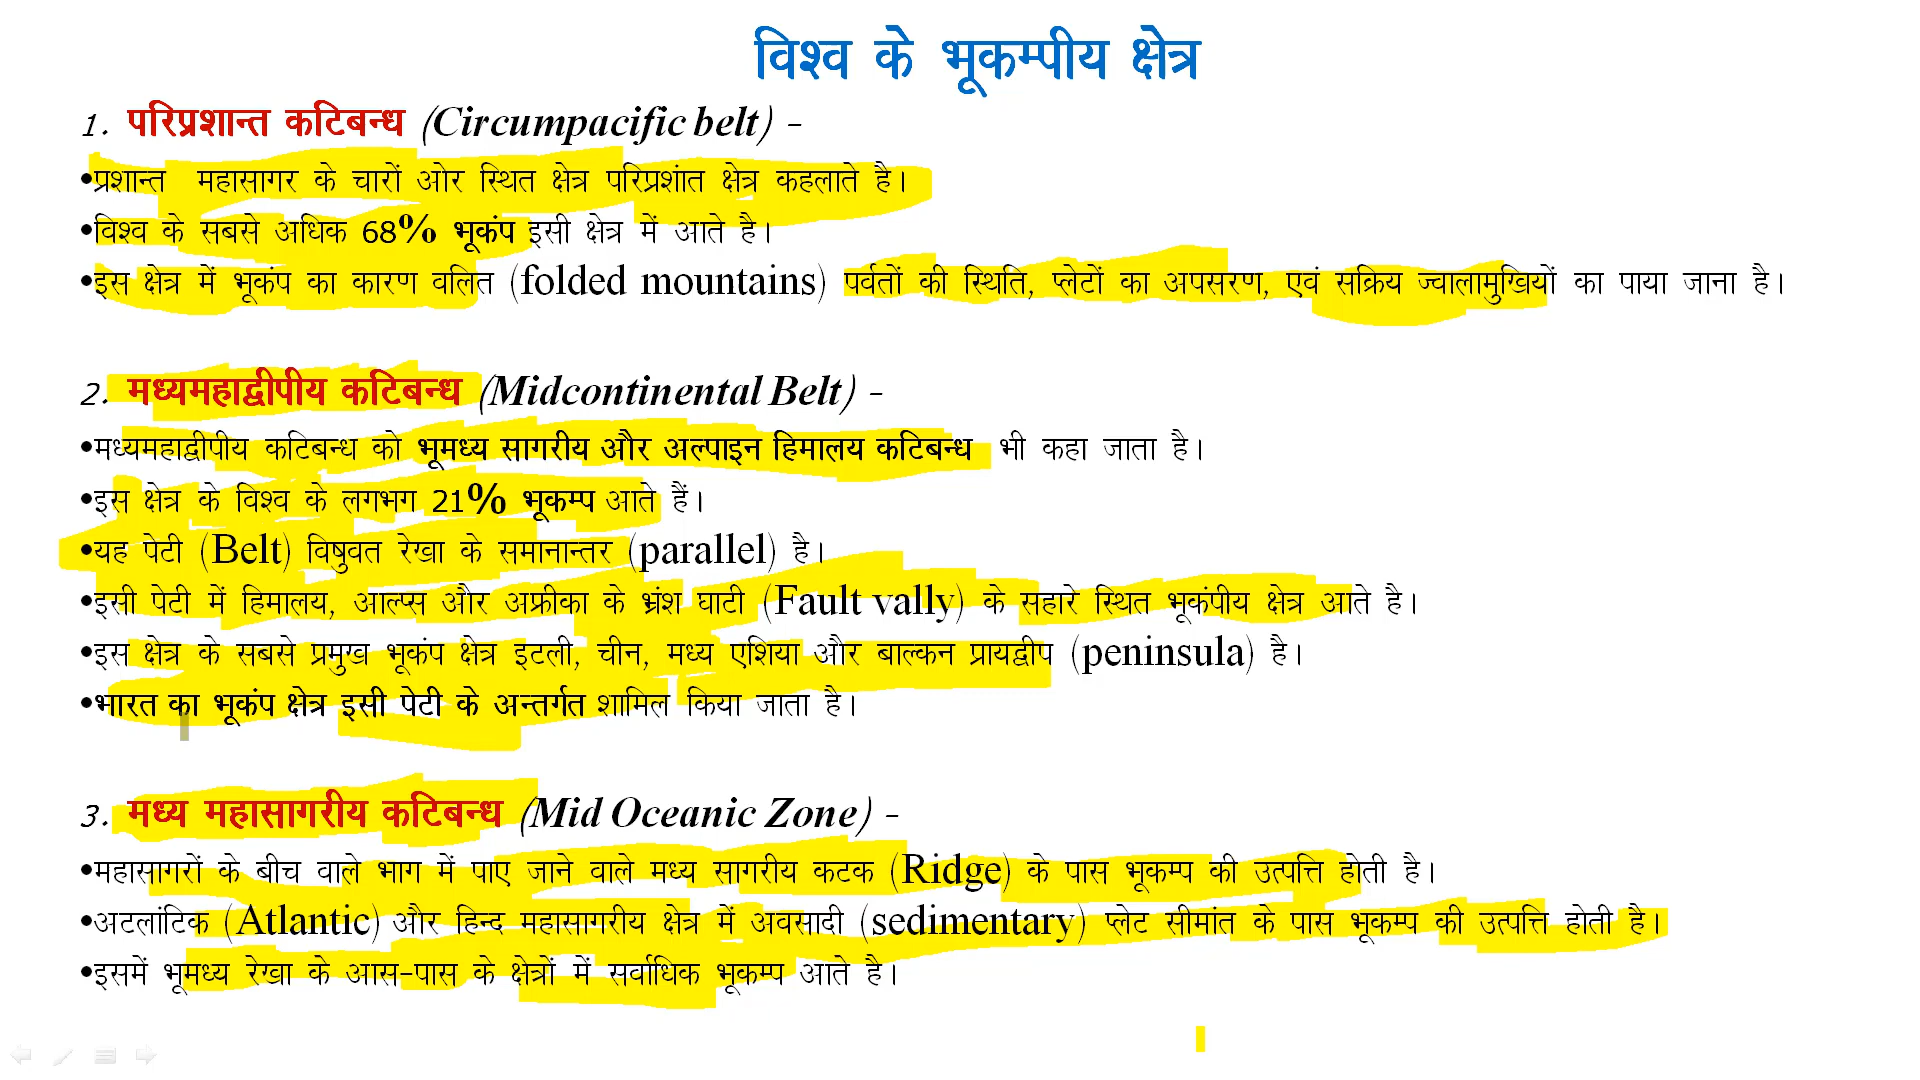 विश्व के भूकम्पीय क्षेत्र
1. परिप्रशान्त कटिबन्ध (Circumpacific belt) -
•प्रशान्त महासागर के चारों ओर स्थित क्षेत्र परिप्रशांत क्षेत्र कहलाते है।
•विश्व के सबसे अधिक 68% भूकंप इसी क्षेत्र में आते है।
•इस क्षेत्र में भूकंप का कारण वलित (folded mountains) पर्वतों की स्थिति, प्लेटों का अपसरण, एवं सक्रिय ज्वालामुखियों का पाया जाना है।
2. मध्यमहाद्वीपीय कटिबन्ध (Midcontinental Belt) -
•मध्यमहाद्वीपीय कटिबन्ध को भूमध्य सागरीय और अल्पाइन हिमालय कटिबन्ध भी कहा जाता है।
•इस क्षेत्र के विश्व के लगभग 21% भूकम्प आते हैं।
•यह पेटी (Belt) विषुवत रेखा के समानान्तर (parallel) है।
•इसी पेटी में हिमालय, आल्प्स और अफ्रीका के भ्रंश घाटी (Fault vally) के सहारे स्थित भूकंपीय क्षेत्र आते है।
•इस क्षेत्र के सबसे प्रमुख भूकंप क्षेत्र इटली, चीन, मध्य एशिया और बाल्कन प्रायद्वीप (peninsula) है।
•भारत का भूकंप क्षेत्र इसी पेटी के अन्तर्गत शामिल किया जाता है।
3. मध्य महासागरीय कटिबन्ध (Mid Oceanic Zone) -
•महासागरों के बीच वाले भाग में पाए जाने वाले मध्य सागरीय कटक (Ridge) के पास भूकम्प की उत्पत्ति होती है।
•अटलांटिक (Atlantic) और हिन्द महासागरीय क्षेत्र में अवसादी (sedimentary) प्लेट सीमांत के पास भूकम्प की उत्पत्ति होती है।
•इसमें भूमध्य रेखा के आस-पास के क्षेत्रों में सर्वाधिक भूकम्प आते है।